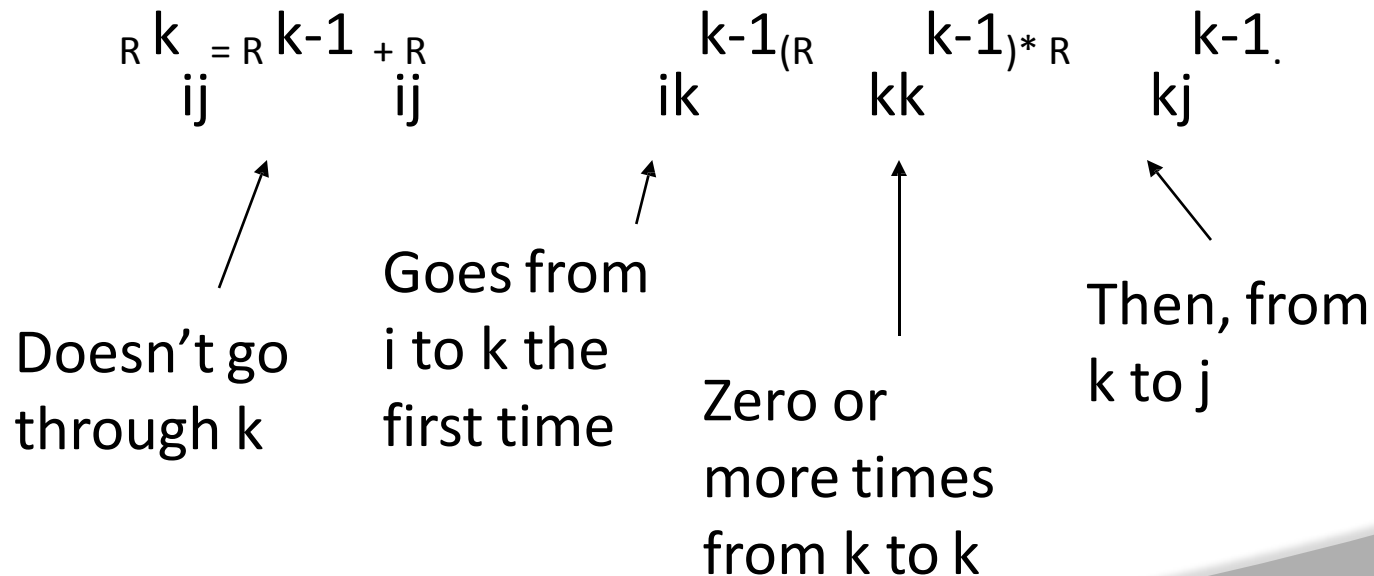 R k = R k-1 + R k-1(R k-1)* R k-1.
ij ij ik kk kj
Doesn’t go
through k
Goes from
i to k the
first time
Zero or
more times
from k to k
Then, from
k to j